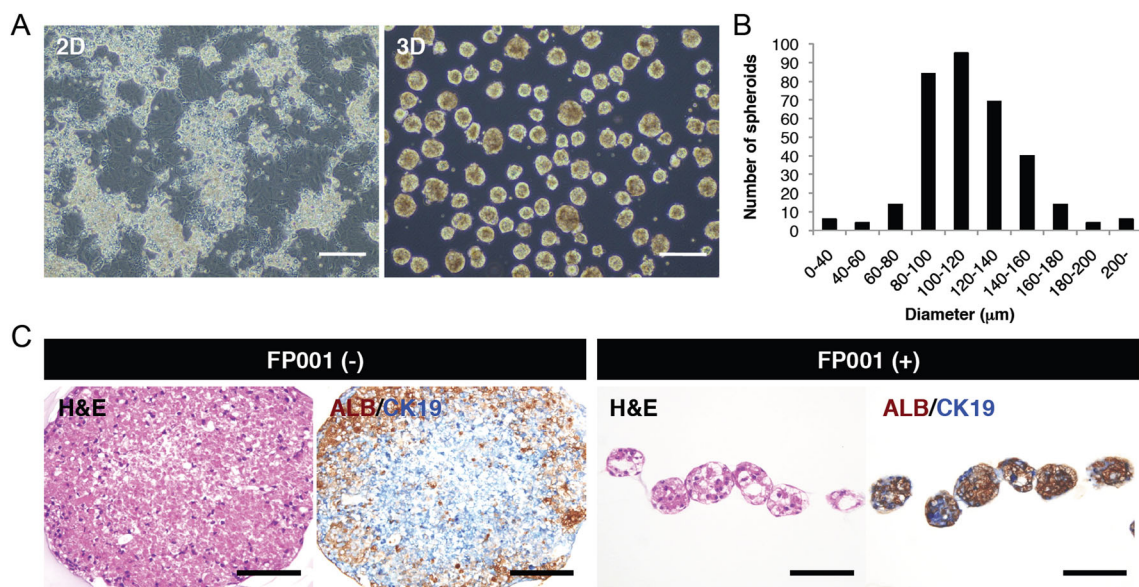 A
2D
3D
B
Number of spheroids
100
90
80
70
60
50
40
30
20
10
0-40
40-60
60-80
80-100
100-120
120-140
140-160
160-180
180-200
200-
Diameter (μm)
C
FP001 (-)
FP001 (+)
H&E
ALB/CK19
H&E
ALB/CK19